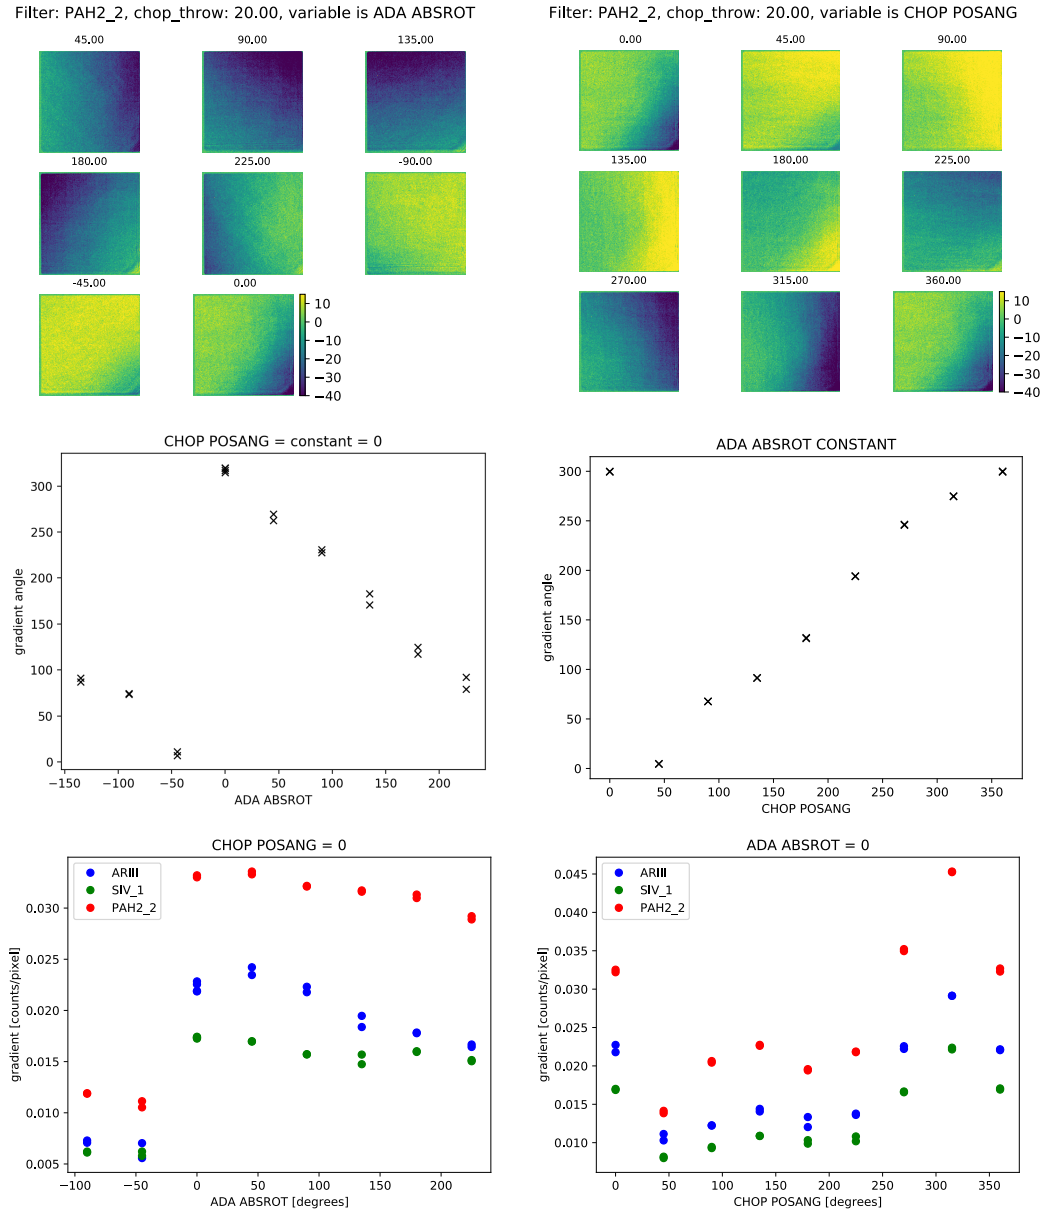 Filter: PAH2_2, chop_throw: 20.00, variable is ADA ABSROT
45.00 90.00 135.00
180.00 225.00 -90.00
-45.00 0.00
10
0
−10
−20
−30
−40
Filter: PAH2_2, chop_throw: 20.00, variable is CHOP POSANG
0.00 45.00 90.00
135.00 180.00 225.00
270.00 315.00 360.00
10
0
−10
−20
−30
−40
CHOP POSANG = constant = 0
gradient angle
300
250
200
150
100
50
0
−150 −100 −50 0 50 100 150 200
ADA ABSROT
ADA ABSROT CONSTANT
gradient angle
300
250
200
150
100
50
0
0 50 100 150 200 250 300 350
CHOP POSANG
CHOP POSANG = 0
ARIII
SIV_1
PAH2_2
gradient [counts/pixel]
0.030
0.025
0.020
0.015
0.010
0.005
−100 −50 0 50 100 150 200
ADA ABSROT [degrees]
ADA ABSROT = 0
ARIII
SIV_1
PAH2_2
gradient [counts/pixel]
0.045
0.040
0.035
0.030
0.025
0.020
0.015
0.010
0 50 100 150 200 250 300 350
CHOP POSANG [degrees]